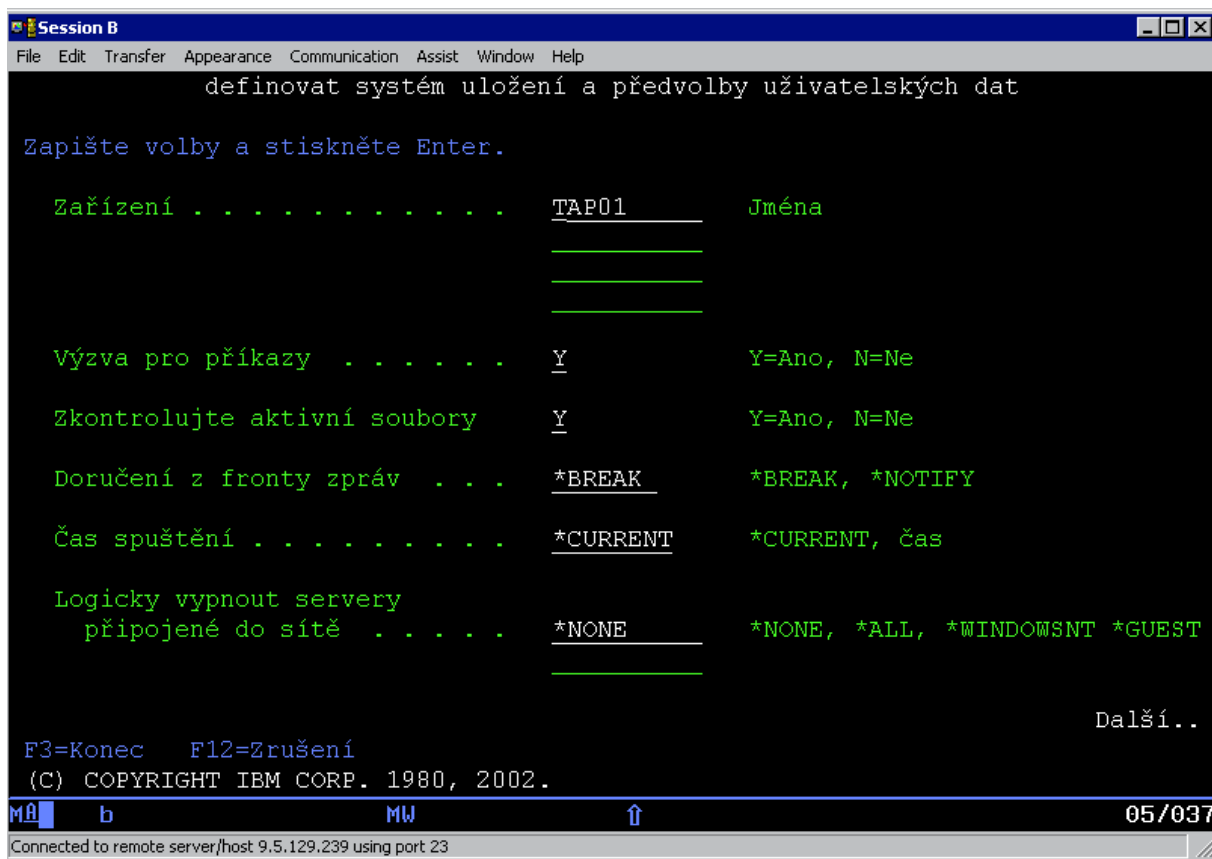 Session B
File Edit Transfer Appearance Communication Assist Window Help
definovat systém uložení a předvolby uživatelských dat
Zapište volby a stiskněte Enter.
Zařízení . . . . . . . . . . . TAP01 Jména
Výzva pro příkazy . . . . . . Y Y=Ano, N=Ne
Zkontrolujte aktivní soubory Y Y=Ano, N=Ne
Doručení z fronty zpráv . . . *BREAK *BREAK, *NOTIFY
Čas spuštění . . . . . . . . . *CURRENT *CURRENT, čas
Logicky vypnout servery
připojené do sítě . . . . . *NONE *NONE, *ALL, *WINDOWSNT *GUEST
Další..
F3=Konec F12=Zrušení
(C) COPYRIGHT IBM CORP. 1980, 2002.
MA b MW 05/037
Connected to remote server/host 9.5.129.239 using port 23